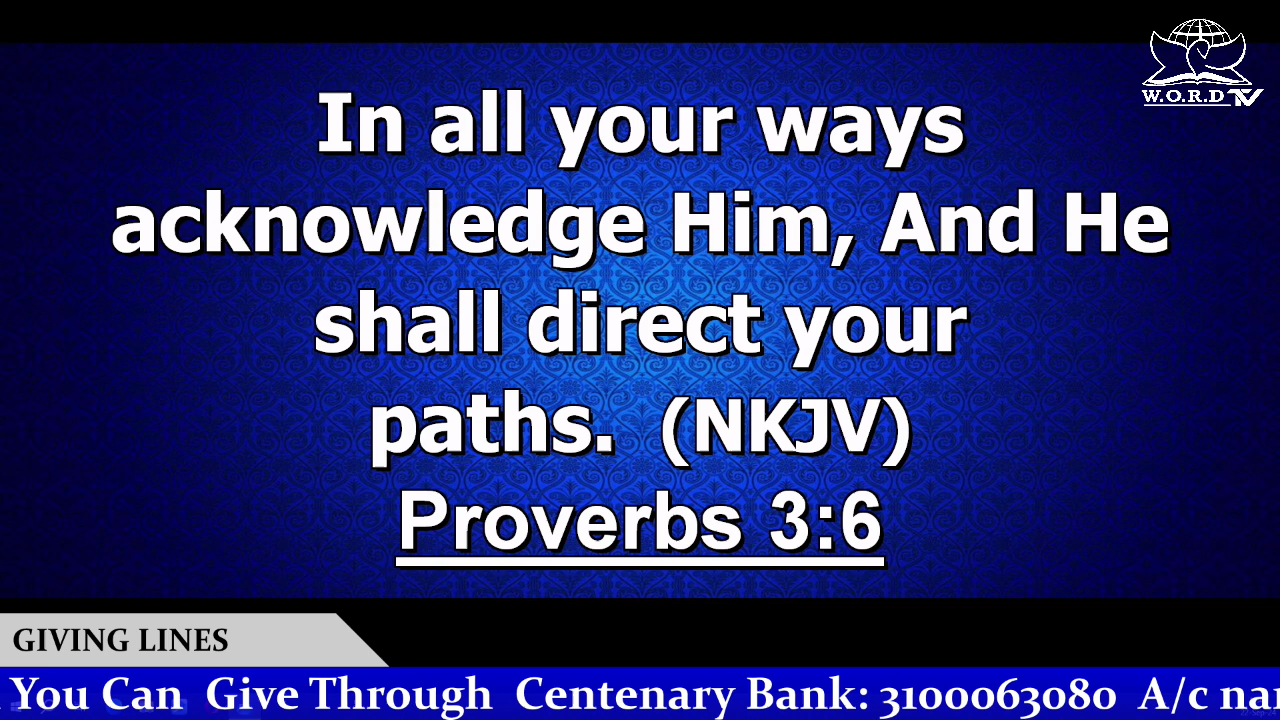 W.O.R.D TV
In all your ways
acknowledge Him, And He
shall direct your
paths. (NKJV)
Proverbs 3:6
GIVING LINES
You Can Give Through Centenary Bank: 3100063080 A/c